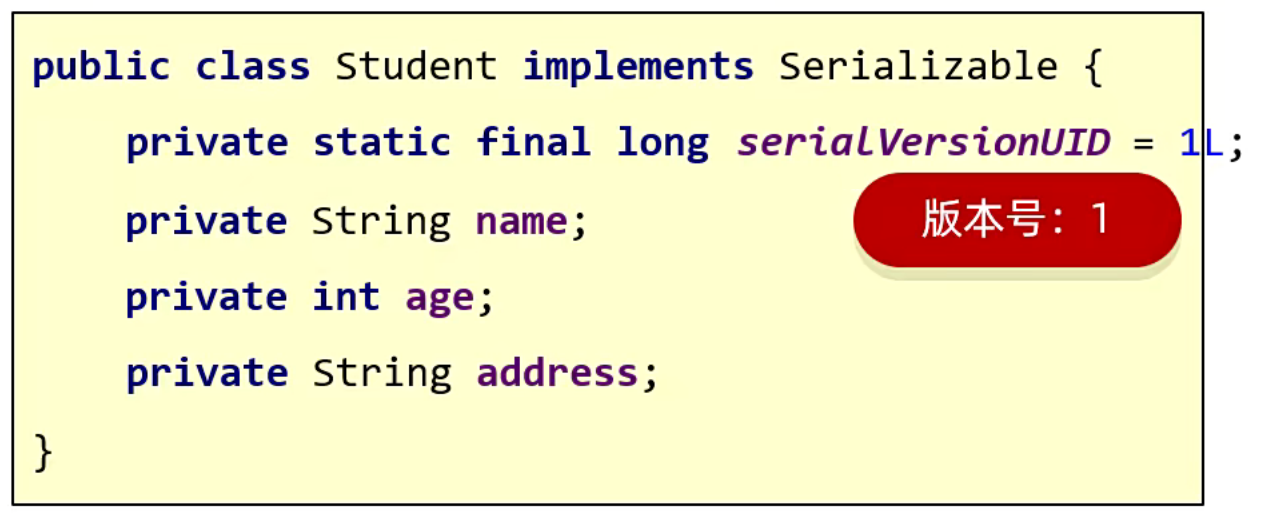 public class Student implements Serializable {
private static final long serialVersionUID = 1L;
private String name;
版本号：1
private int age;
private String address;
}